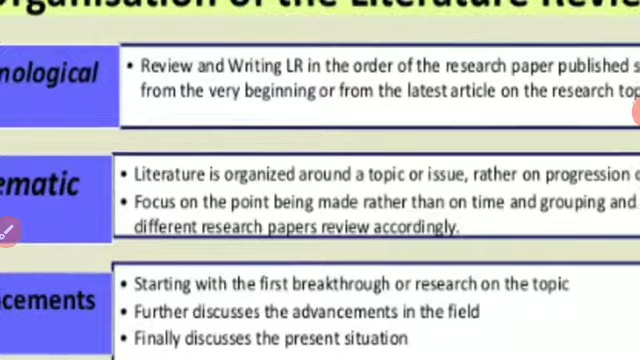 of the Literature
• Review and Writing LR in the order of the research paper published
from the very beginning or from the latest article on the research
• Literature is organized around a topic or issue, rather on progression
ematic
• Focus on the point being made rather than on time and grouping and
different research papers review accordingly.
• Starting with the first breakthrough or research on the topic
cements
• Further discusses the advancements in the field
• Finally discusses the present situation